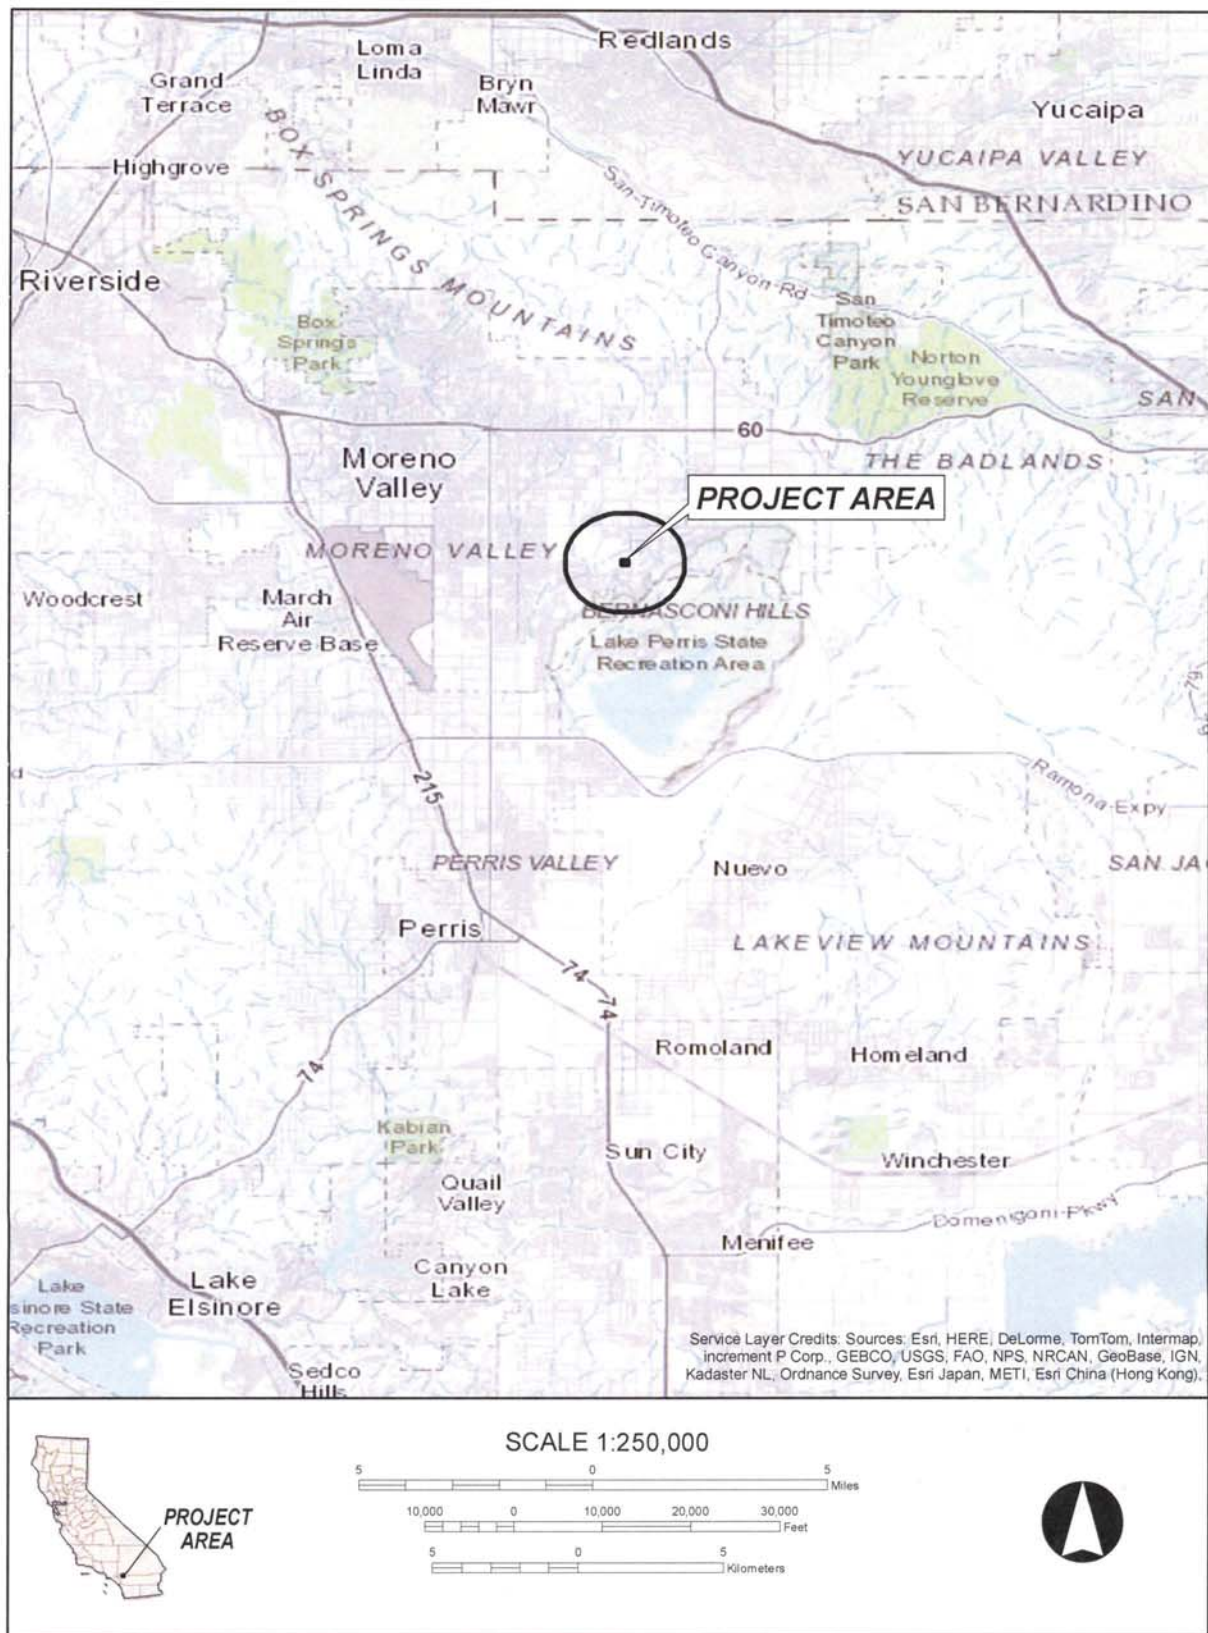 Redlands
Loma
Linda
Grand
Terrace
Bryn
Mawr
Yucaipa
BOX SPRINGS MOUNTAINS
Highgrove
YUCAIPA VALLEY
San Timoteo Canyon Rd
SAN BERNARDINO
Riverside
Box
Springs
Park
San
Timoteo
Canyon
Park
Norton
Younglove
Reserve
SAN
60
Moreno
Valley
THE BADLANDS
PROJECT AREA
MORENO VALLEY
Woodcrest
March
Air
Reserve Base
BERNASCONI HILLS
Lake Perris State
Recreation Area
79
79
d
215
Ramona Expy
PERRIS VALLEY
Nuevo
SAN JAC
Perris
LAKEVIEW MOUNTAINS
74
74
74
Romoland
Homeland
Kabian
Park
Sun City
Winchester
Quail
Valley
Domenigoni Pkwy
Menifee
Canyon
Lake
Lake
Elsinore
Lake
sinore State
Recreation
Park
Sedco
Hills
Service Layer Credits: Sources: Esri, HERE, DeLorme, TomTom, Intermap,
increment P Corp., GEBCO, USGS, FAO, NPS, NRCAN, GeoBase, IGN,
Kadaster NL, Ordnance Survey, Esri Japan, METI, Esri China (Hong Kong),
SCALE 1:250,000
5 0 5
Miles
10,000 0 10,000 20,000 30,000
Feet
5 0 5
Kilometers
PROJECT
AREA